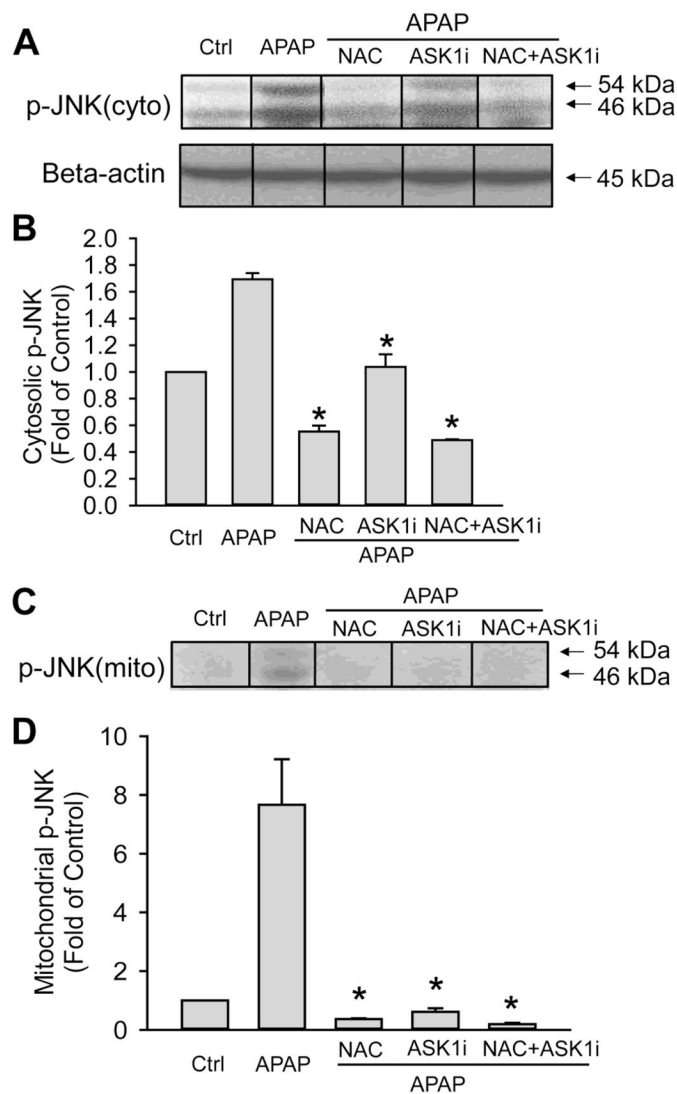 A
Ctrl APAP APAP
NAC ASK1i NAC+ASK1i
p-JNK(cyto)
← 54 kDa
← 46 kDa
Beta-actin
← 45 kDa
B
Cytosolic p-JNK
(Fold of Control)
2.0
1.8
1.6
1.4
1.2
1.0
0.8
0.6
0.4
0.2
0.0
* * *
Ctrl APAP NAC ASK1i NAC+ASK1i
APAP
C
Ctrl APAP APAP
NAC ASK1i NAC+ASK1i
p-JNK(mito)
← 54 kDa
← 46 kDa
D
Mitochondrial p-JNK
(Fold of Control)
10
8
6
4
2
0
* * *
Ctrl APAP NAC ASK1i NAC+ASK1i
APAP